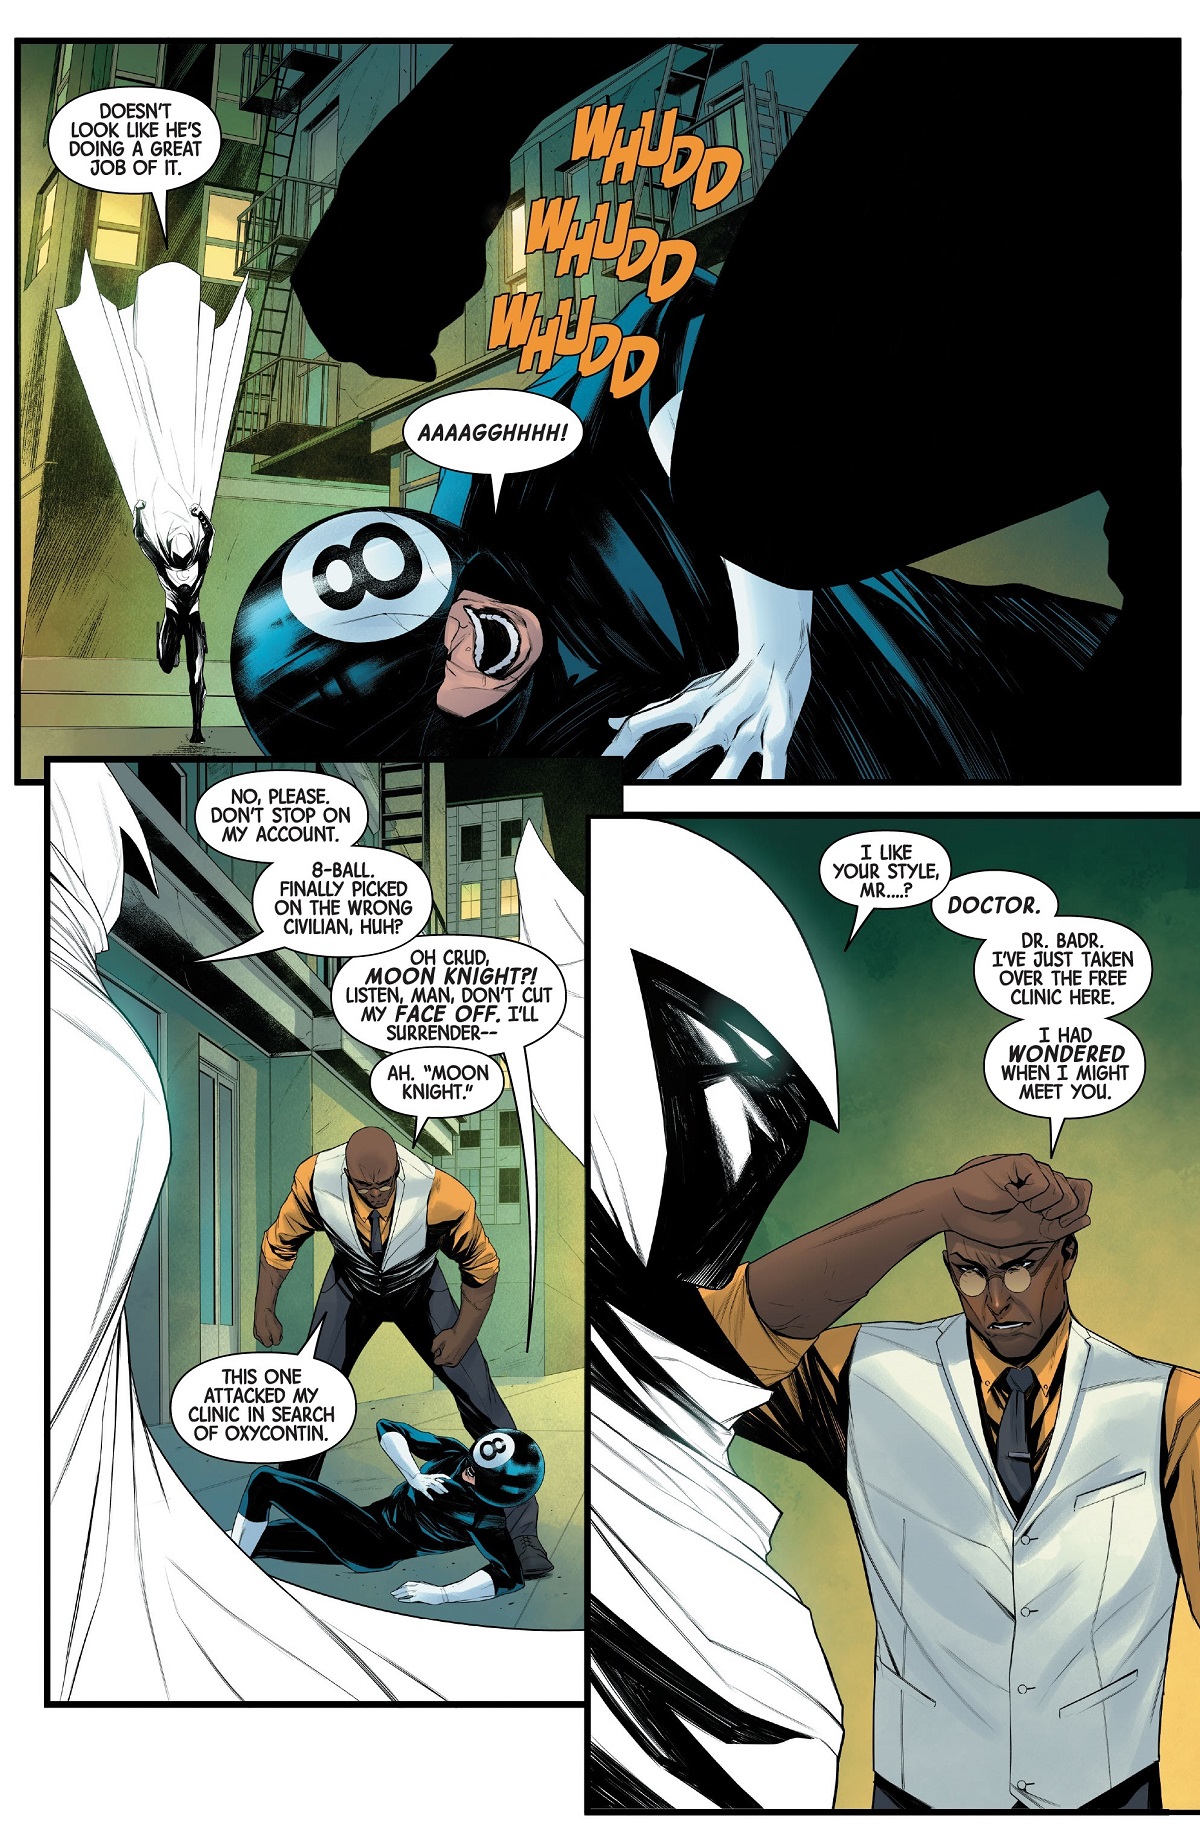 DOESN'T
LOOK LIKE HE'S
DOING A GREAT
JOB OF IT.
WHUDD
WHUDD
WHUDD
AAAAGGHHHH!
8
NO, PLEASE.
DON'T STOP ON
MY ACCOUNT.
8-BALL.
FINALLY PICKED
ON THE WRONG
CIVILIAN, HUH?
OH CRUD,
MOON KNIGHT?!
LISTEN, MAN, DON'T CUT
MY FACE OFF. I'LL
SURRENDER--
AH. "MOON
KNIGHT."
THIS ONE
ATTACKED MY
CLINIC IN SEARCH
OF OXYCONTIN.
8
I LIKE
YOUR STYLE,
MR....?
DOCTOR.
DR. BADR.
I'VE JUST TAKEN
OVER THE FREE
CLINIC HERE.
I HAD
WONDERED
WHEN I MIGHT
MEET YOU.